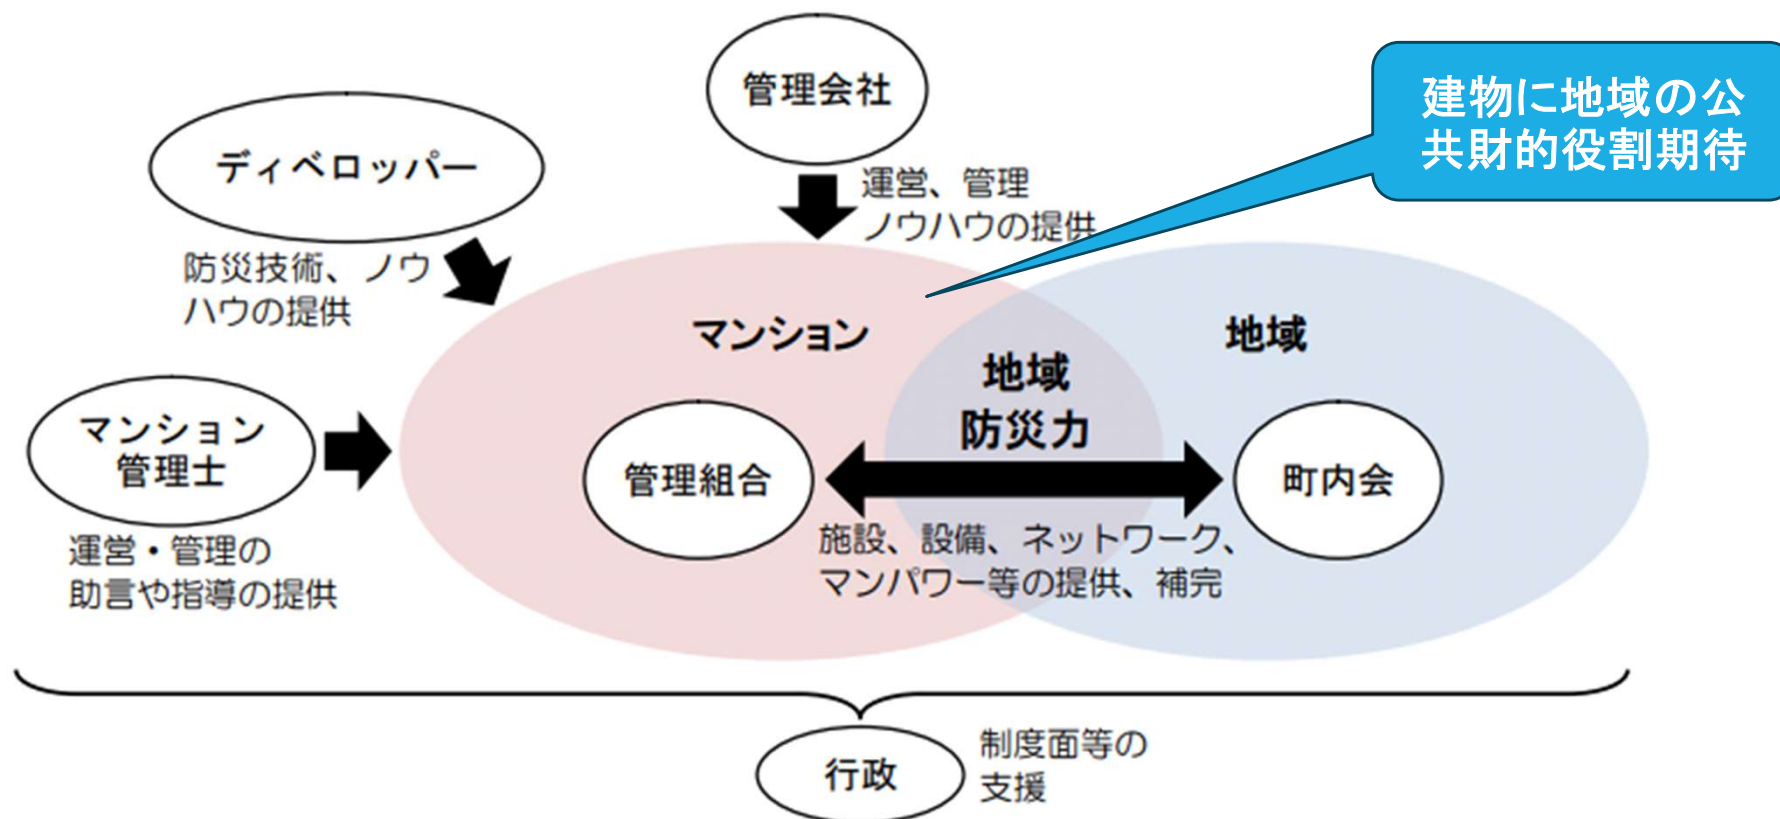 管理会社
建物に地域の公
共財的役割期待
ディベロッパー
運営、管理
ノウハウの提供
防災技術、ノウ
ハウの提供
マンション
地域
地域
防災力
マンション
管理士
管理組合
町内会
運営・管理の
助言や指導の提供
施設、設備、ネットワーク、
マンパワー等の提供、補完
行政
制度面等の
支援